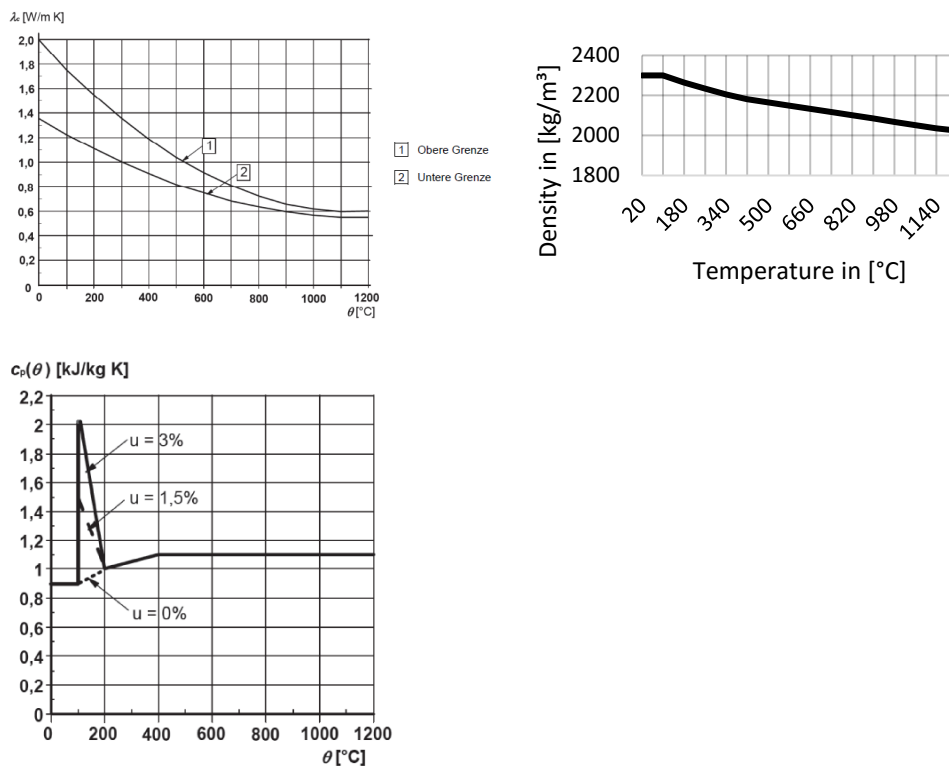 λc [W/m K]
2,0
1,8
1,6
1,4
1,2
1,0
0,8
0,6
0,4
0,2
0
0 200 400 600 800 1000 1200
θ [°C]
1
2
1 Obere Grenze
2 Untere Grenze
Density in [kg/m³]
2400
2200
2000
1800
20 180 340 500 660 820 980 1140
Temperature in [°C]
cp(θ) [kJ/kg K]
2,2
2
1,8
1,6
1,4
1,2
1
0,8
0,6
0,4
0,2
0
u = 3%
u = 1,5%
u = 0%
0 200 400 600 800 1000 1200
θ [°C]